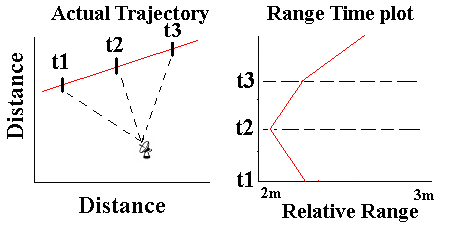 Actual Trajectory
t1
t2
t3
Distance
Distance
Range Time plot
t3
t2
t1
2m
3m
Relative Range